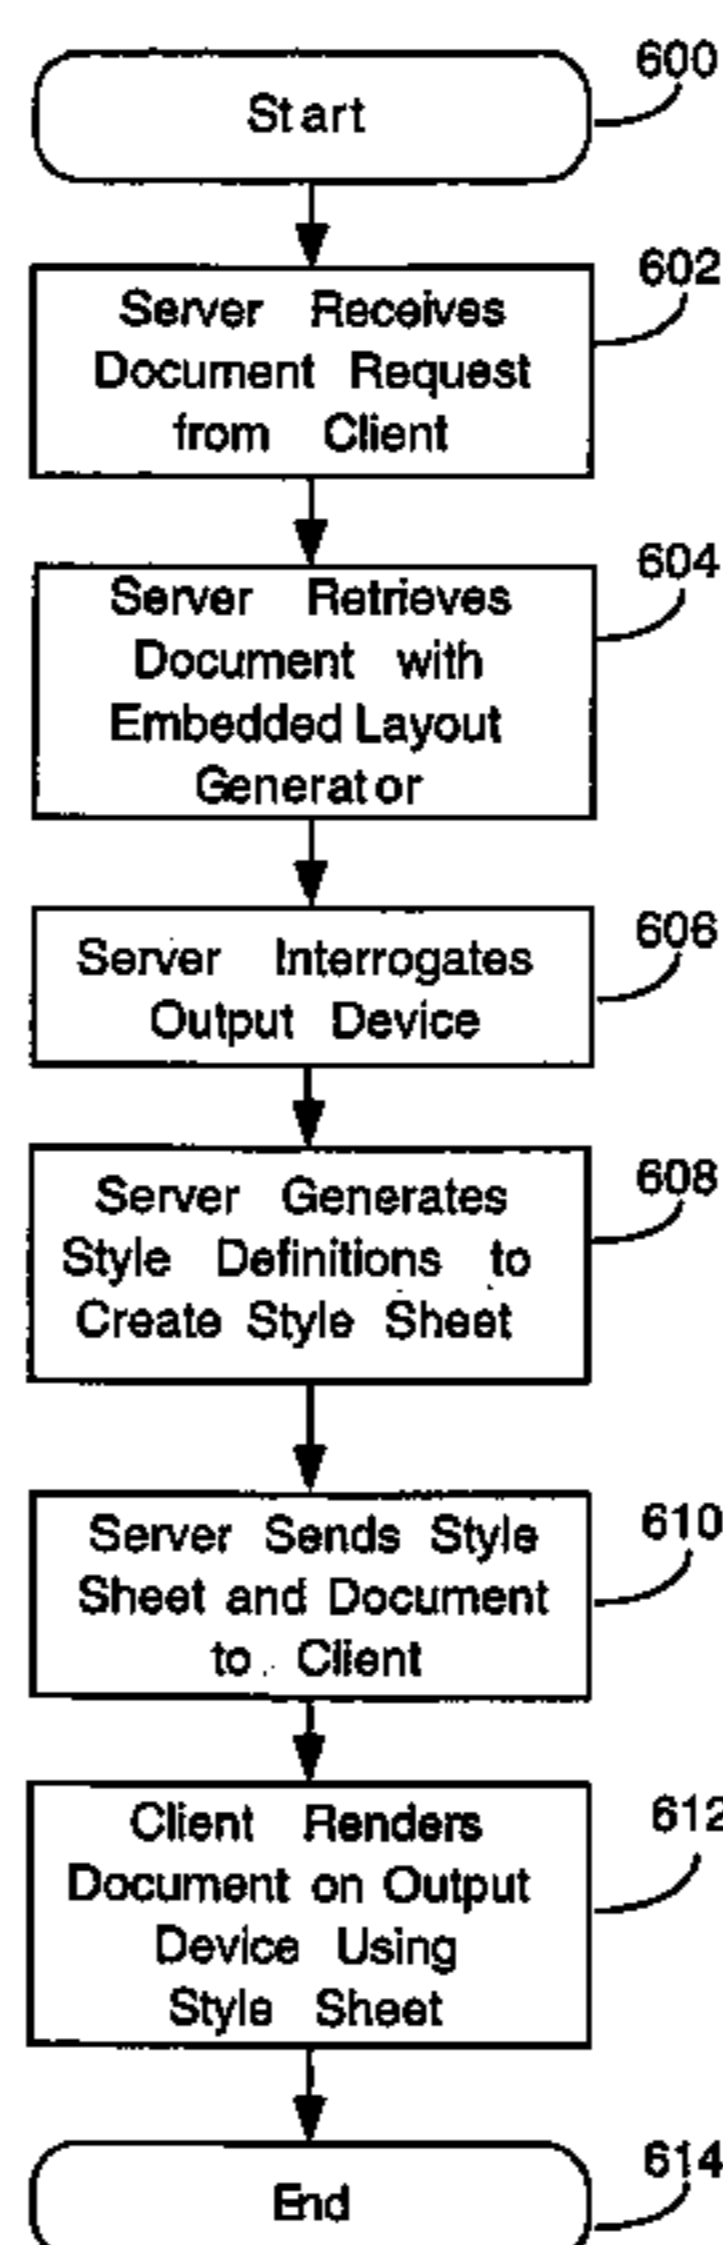 600
Start
602
Server Receives
Document Request
from Client
604
Server Retrieves
Document with
Embedded Layout
Generator
606
Server Interrogates
Output Device
608
Server Generates
Style Definitions to
Create Style Sheet
610
Server Sends Style
Sheet and Document
to Client
612
Client Renders
Document on Output
Device Using
Style Sheet
614
End